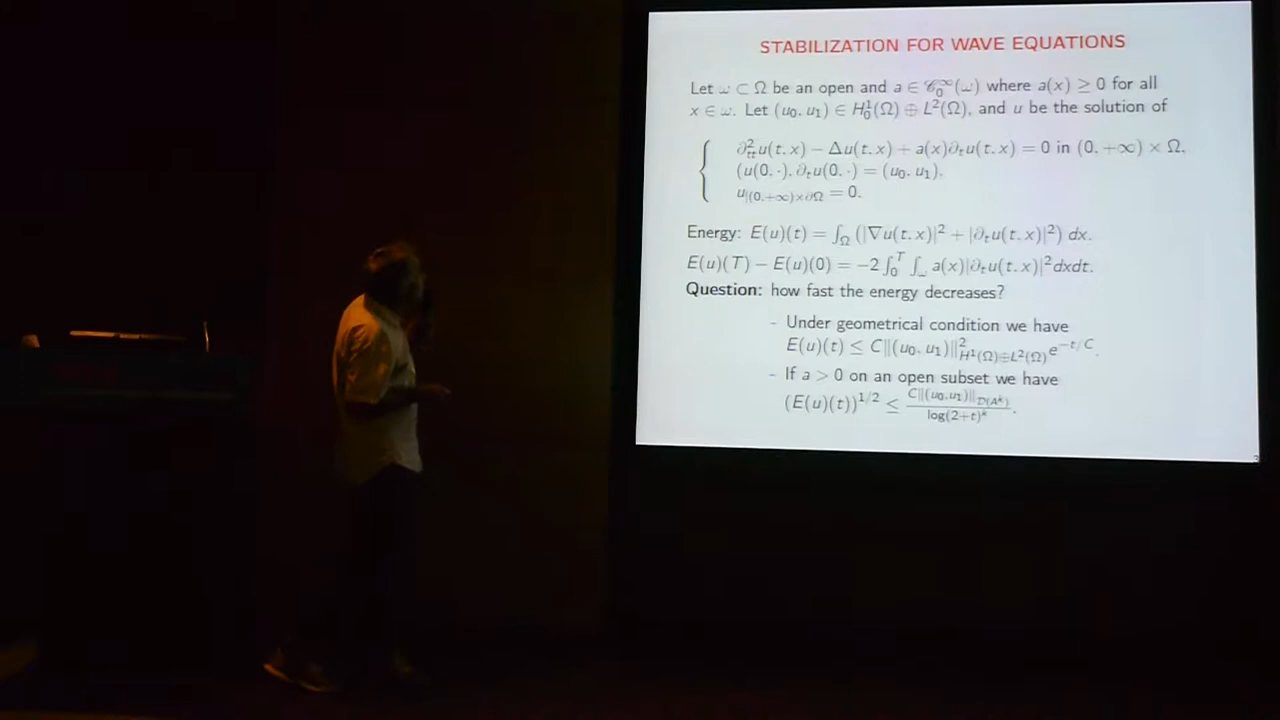 STABILIZATION FOR WAVE EQUATIONS
Let ω ⊂ Ω be an open and a ∈ 𝒞₀^∞(ω) where a(x) ≥ 0 for all
x ∈ ω. Let (u₀, u₁) ∈ H₀¹(Ω) ⊕ L²(Ω), and u be the solution of
∂²ₜₜu(t, x) − Δu(t, x) + a(x)∂ₜu(t, x) = 0 in (0, +∞) × Ω,
(u(0, ·), ∂ₜu(0, ·) = (u₀, u₁),
u_{|(0,+∞)×∂Ω} = 0.
Energy: E(u)(t) = ∫_Ω (|∇u(t, x)|² + |∂ₜu(t, x)|²) dx.
E(u)(T) − E(u)(0) = −2 ∫₀^T ∫_ω a(x)|∂ₜu(t, x)|²dxdt.
Question: how fast the energy decreases?
- Under geometrical condition we have
E(u)(t) ≤ C‖(u₀, u₁)‖²_{H¹(Ω)⊕L²(Ω)} e^{−t/C}.
- If a > 0 on an open subset we have
(E(u)(t))^{1/2} ≤ C‖(u₀,u₁)‖_{D(A^k)} / log(2+t)^k.